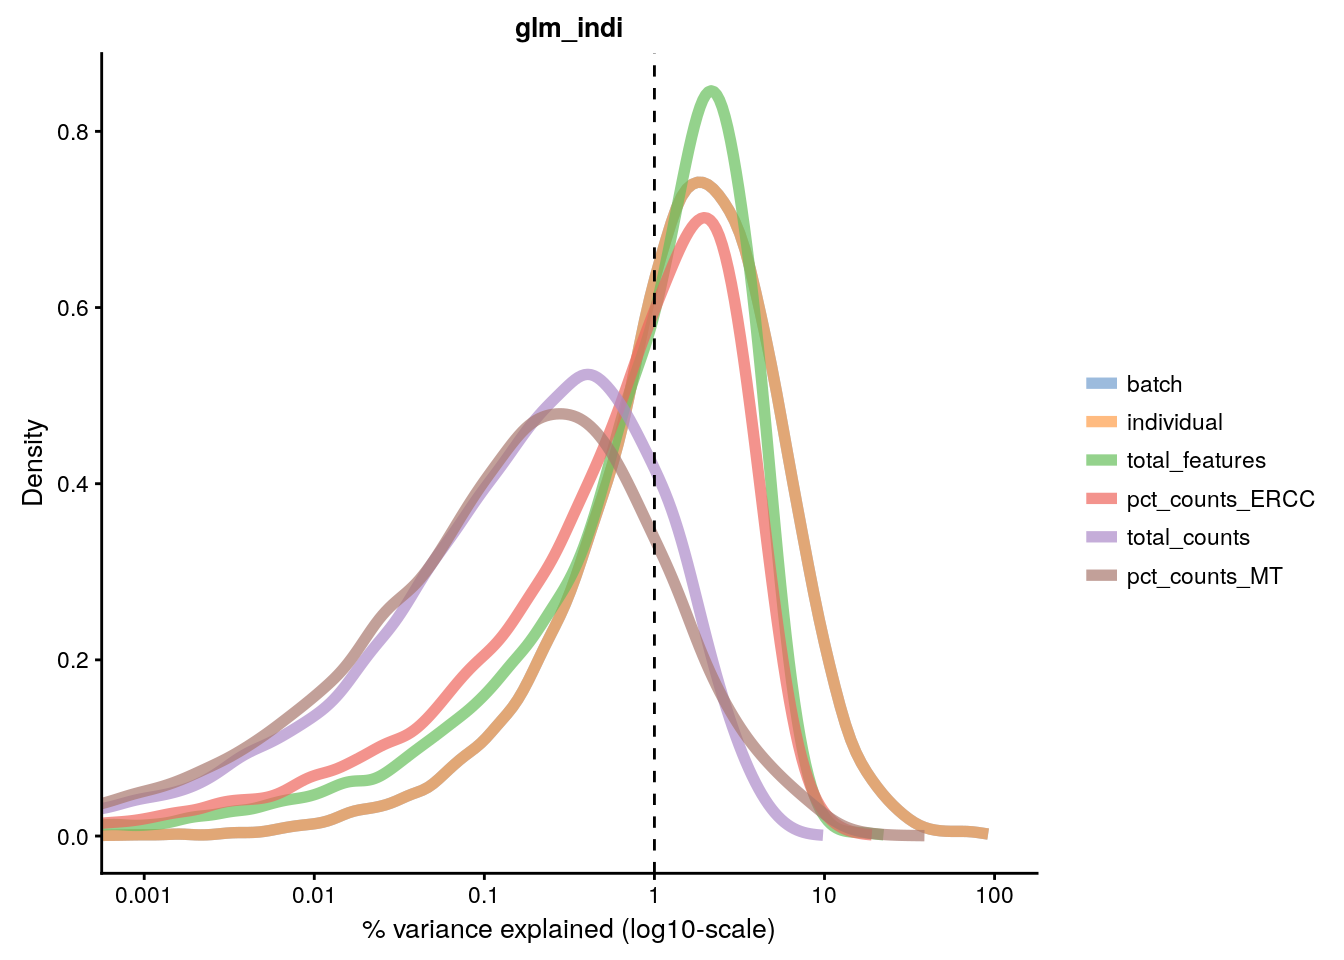 glm_indi
Density
0.8
0.6
0.4
0.2
0.0
0.001
0.01
0.1
1
10
100
% variance explained (log10-scale)
batch
individual
total_features
pct_counts_ERCC
total_counts
pct_counts_MT